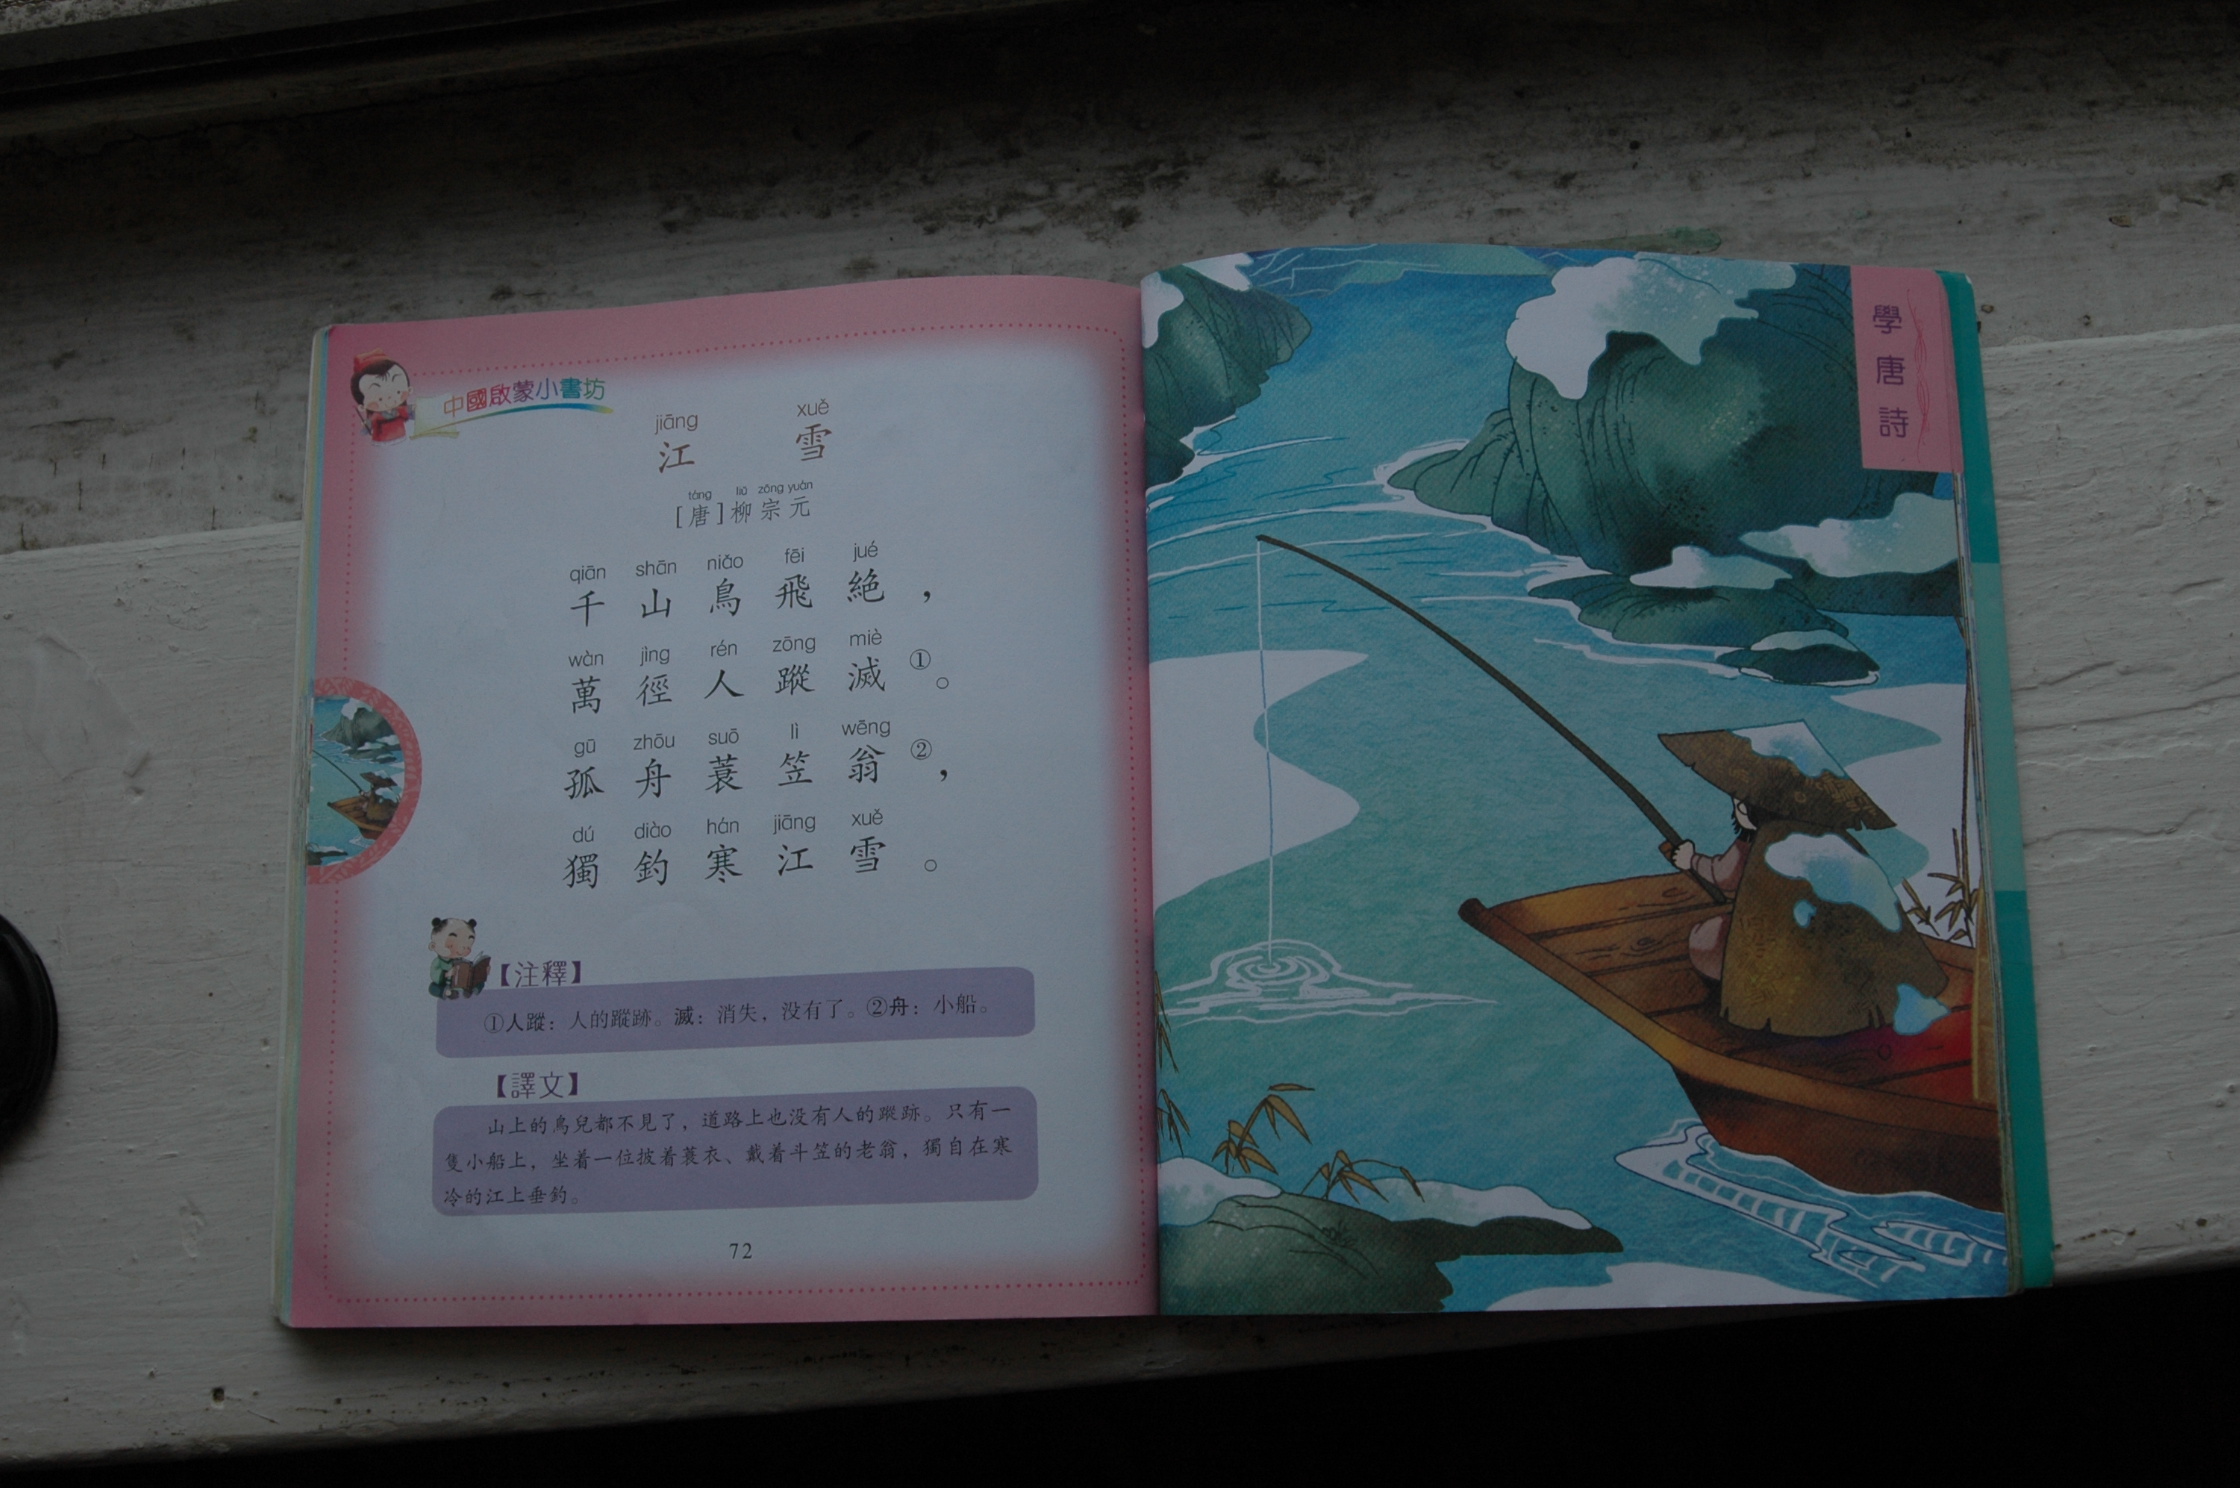 中國啟蒙小書坊
jiāng xuě
江 雪
táng liǔ zōng yuán
[唐]柳宗元
qiān shān niǎo fēi jué
千山鳥飛絕，
wàn jìng rén zōng miè
萬徑人蹤滅①。
gū zhōu suō lì wēng
孤舟蓑笠翁②，
dú diào hán jiāng xuě
獨釣寒江雪。
【注釋】
①人蹤：人的蹤跡。滅：消失，没有了。②舟：小船。
【譯文】
山上的鳥兒都不見了，道路上也没有人的蹤跡。只有一
隻小船上，坐着一位披着蓑衣、戴着斗笠的老翁，獨自在寒
冷的江上垂釣。
72
學唐詩